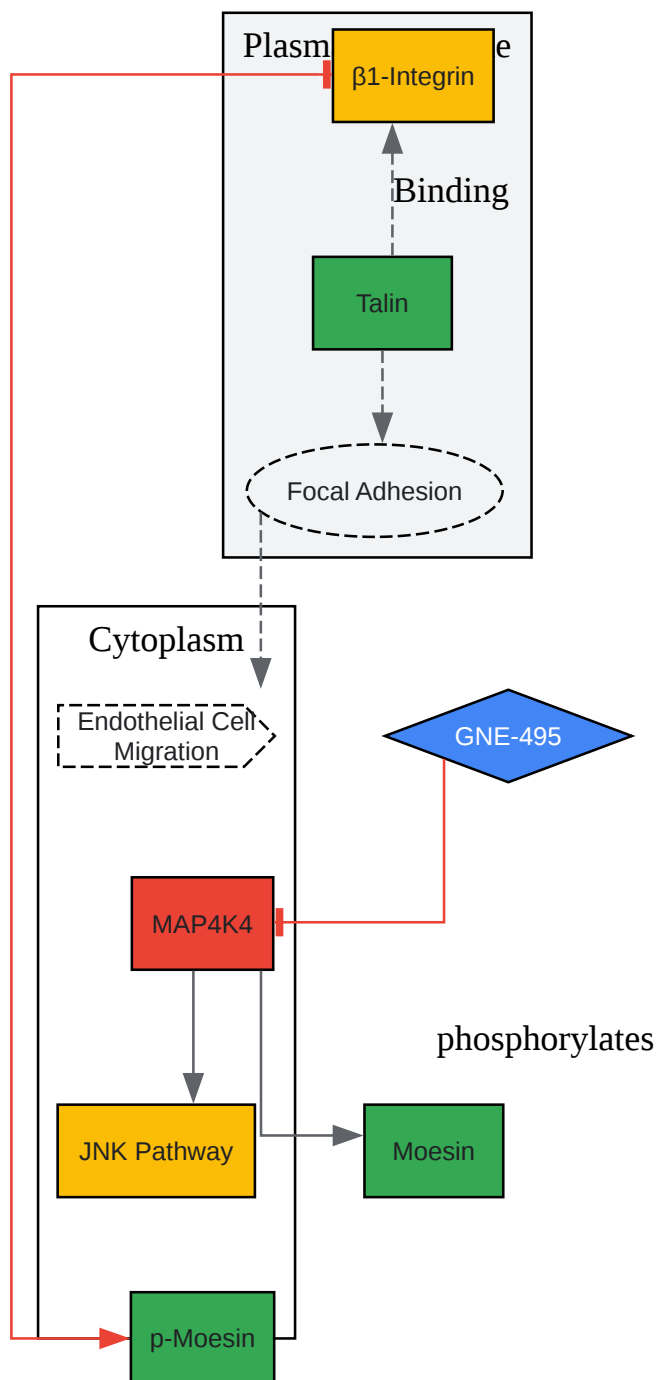 Plasm e
β1-Integrin
Binding
Talin
Focal Adhesion
Cytoplasm
Endothelial Cell
Migration
GNE-495
MAP4K4
phosphorylates
JNK Pathway
Moesin
p-Moesin